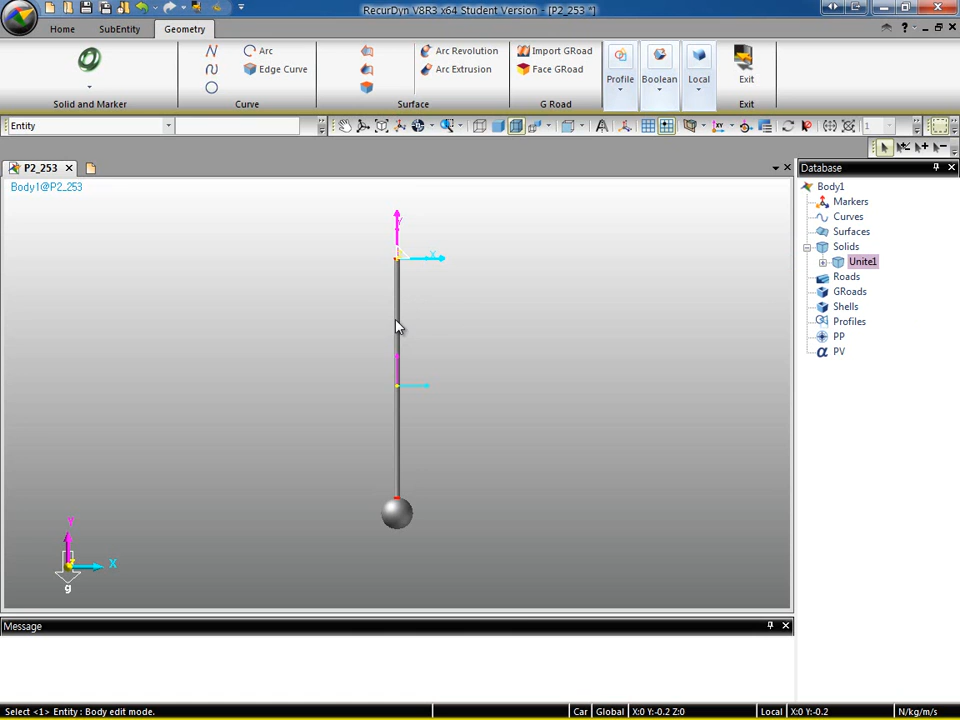 RecurDyn V8R3 x64 Student Version - [P2_253 *]
Home SubEntity Geometry
Arc Arc Revolution Import GRoad
Edge Curve Arc Extrusion Face GRoad Profile Boolean Local Exit
Solid and Marker Curve Surface G Road Exit
Entity 1
P2_253 Database
Body1@P2_253
Body1
Markers
Curves
Surfaces
Solids
Unite1
Roads
GRoads
Shells
Profiles
PP
PV
Y
X
Y
X
Z
g
Message
Select <1> Entity : Body edit mode. Car Global X:0 Y:-0.2 Z:0 Local X:0 Y:-0.2 N/kg/m/s